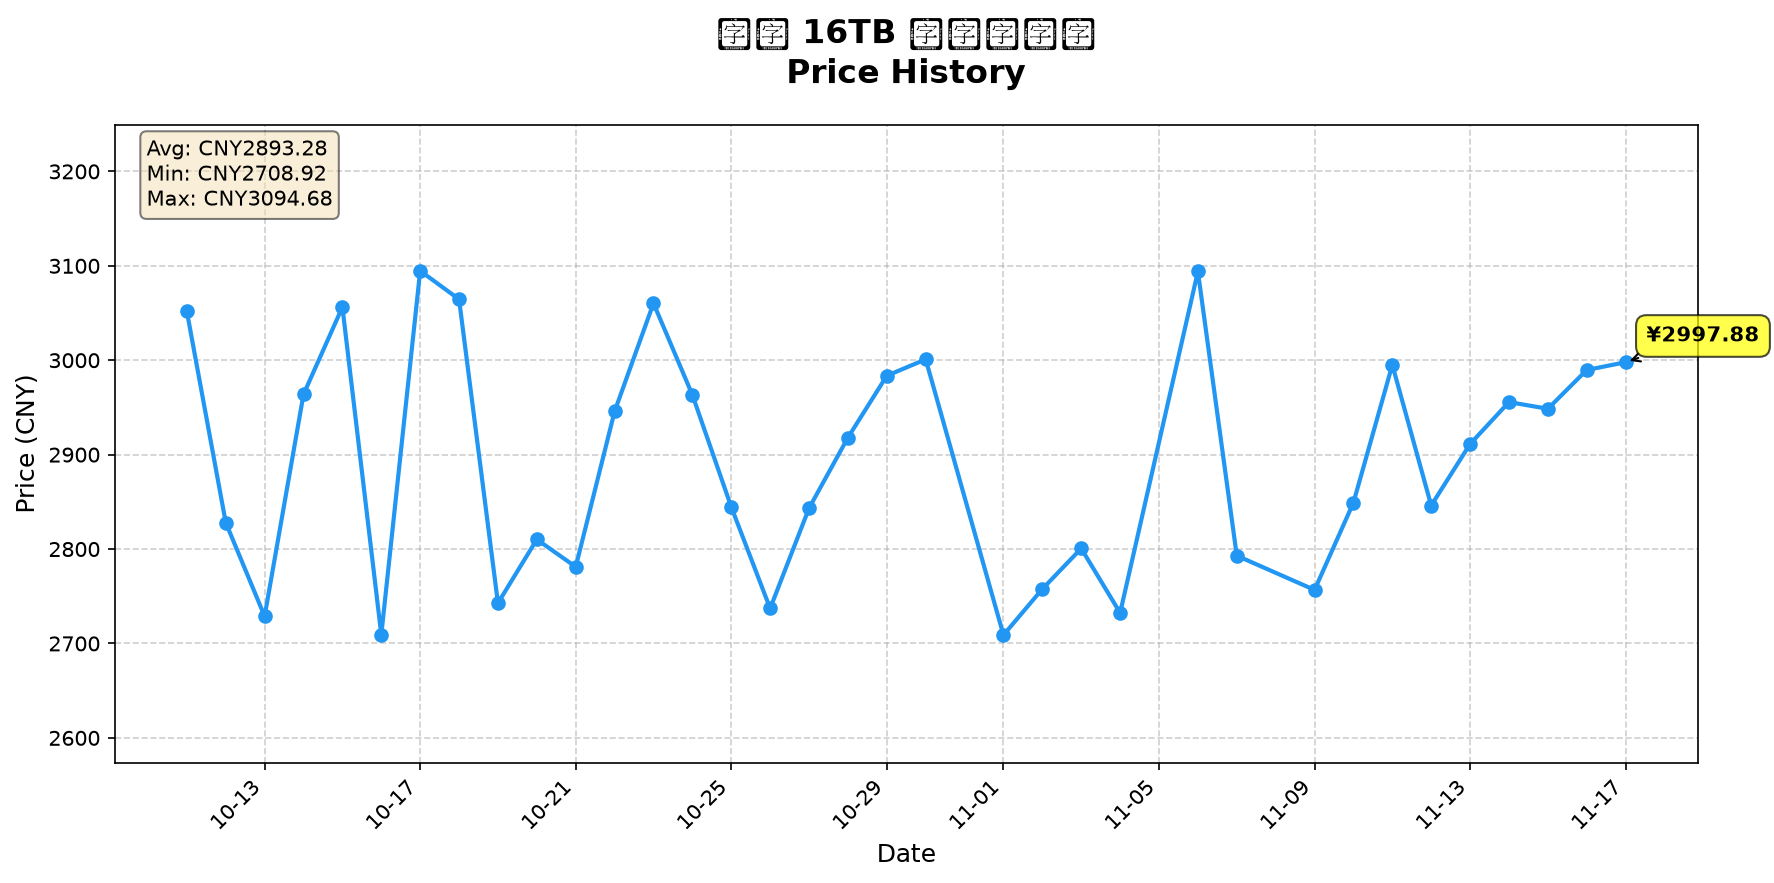 16TB
Price History
Avg: CNY2893.28
Min: CNY2708.92
Max: CNY3094.68
¥2997.88
Price (CNY)
3200
3100
3000
2900
2800
2700
2600
10-13
10-17
10-21
10-25
10-29
11-01
11-05
11-09
11-13
11-17
Date